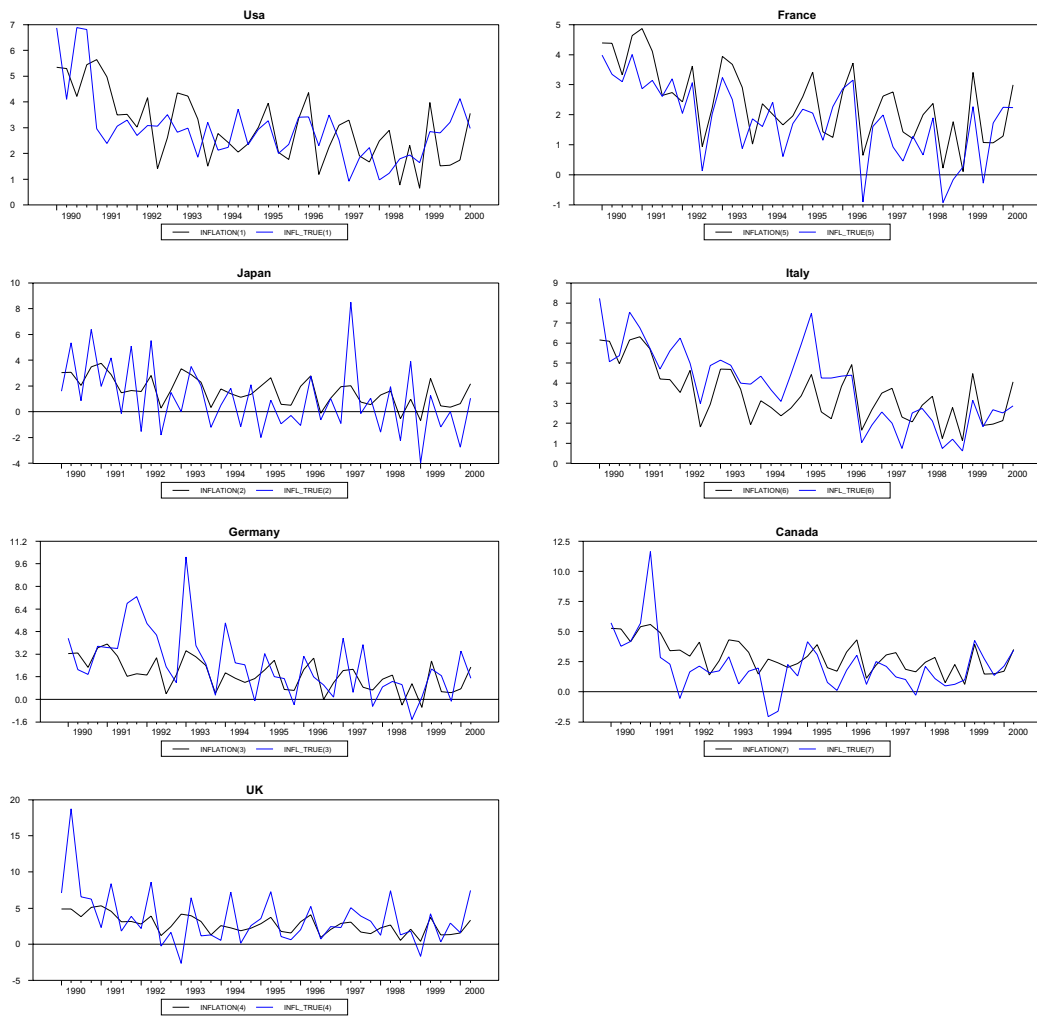 Usa
7
6
5
4
3
2
1
0
1990 1991 1992 1993 1994 1995 1996 1997 1998 1999 2000
INFLATION(1) INFL_TRUE(1)
France
5
4
3
2
1
0
-1
1990 1991 1992 1993 1994 1995 1996 1997 1998 1999 2000
INFLATION(5) INFL_TRUE(5)
Japan
10
8
6
4
2
0
-2
-4
1990 1991 1992 1993 1994 1995 1996 1997 1998 1999 2000
INFLATION(2) INFL_TRUE(2)
Italy
9
8
7
6
5
4
3
2
1
0
1990 1991 1992 1993 1994 1995 1996 1997 1998 1999 2000
INFLATION(6) INFL_TRUE(6)
Germany
11.2
9.6
8.0
6.4
4.8
3.2
1.6
0.0
-1.6
1990 1991 1992 1993 1994 1995 1996 1997 1998 1999 2000
INFLATION(3) INFL_TRUE(3)
Canada
12.5
10.0
7.5
5.0
2.5
0.0
-2.5
1990 1991 1992 1993 1994 1995 1996 1997 1998 1999 2000
INFLATION(7) INFL_TRUE(7)
UK
20
15
10
5
0
-5
1990 1991 1992 1993 1994 1995 1996 1997 1998 1999 2000
INFLATION(4) INFL_TRUE(4)